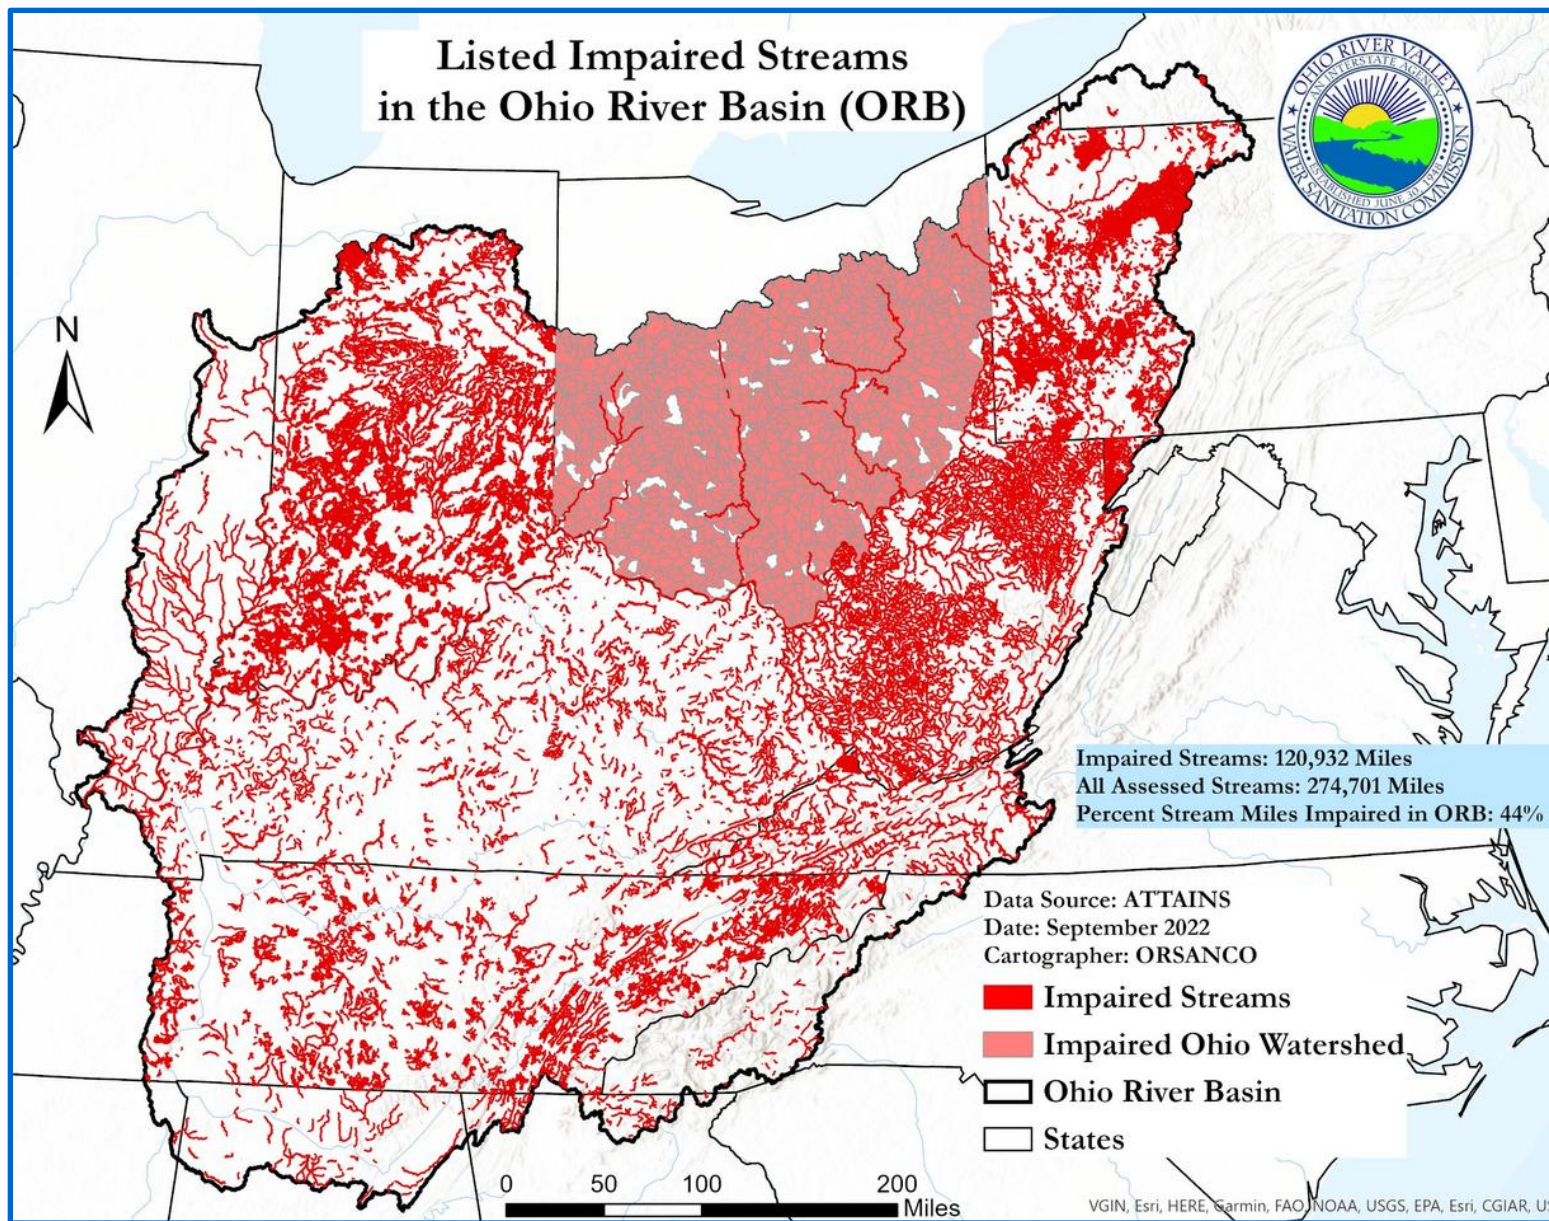 Listed Impaired Streams
in the Ohio River Basin (ORB)
OHIO RIVER VALLEY
AN INTERSTATE AGENCY
ESTABLISHED JUNE 30, 1948
WATER SANITATION COMMISSION
N
Impaired Streams: 120,932 Miles
All Assessed Streams: 274,701 Miles
Percent Stream Miles Impaired in ORB: 44%
Data Source: ATTAINS
Date: September 2022
Cartographer: ORSANCO
Impaired Streams
Impaired Ohio Watershed
Ohio River Basin
States
0 50 100 200
Miles
VGIN, Esri, HERE, Garmin, FAO, NOAA, USGS, EPA, Esri, CGIAR, US